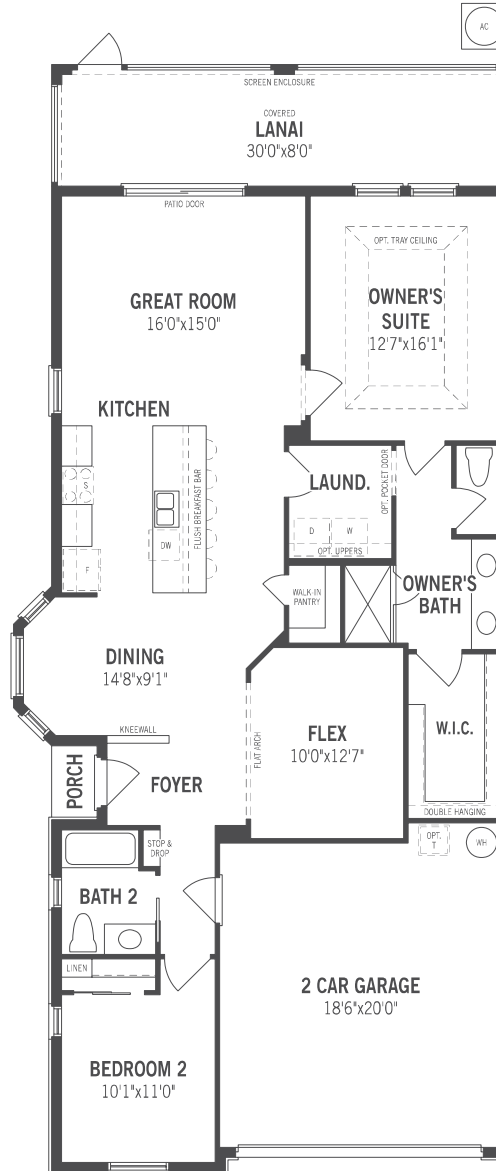 AC
SCREEN ENCLOSURE
COVERED
LANAI
30'0"x8'0"
PATIO DOOR
OPT. TRAY CEILING
GREAT ROOM
16'0"x15'0"
OWNER'S
SUITE
12'7"x16'1"
KITCHEN
S
FLUSH BREAKFAST BAR
DW
F
LAUND.
OPT. POCKET DOOR
D
W
OPT. UPPERS
WALK-IN
PANTRY
OWNER'S
BATH
DINING
14'8"x9'1"
KNEEWALL
FLAT ARCH
FLEX
10'0"x12'7"
W.I.C.
DOUBLE HANGING
PORCH
FOYER
STOP &
DROP
OPT.
T
WH
BATH 2
LINEN
2 CAR GARAGE
18'6"x20'0"
BEDROOM 2
10'1"x11'0"